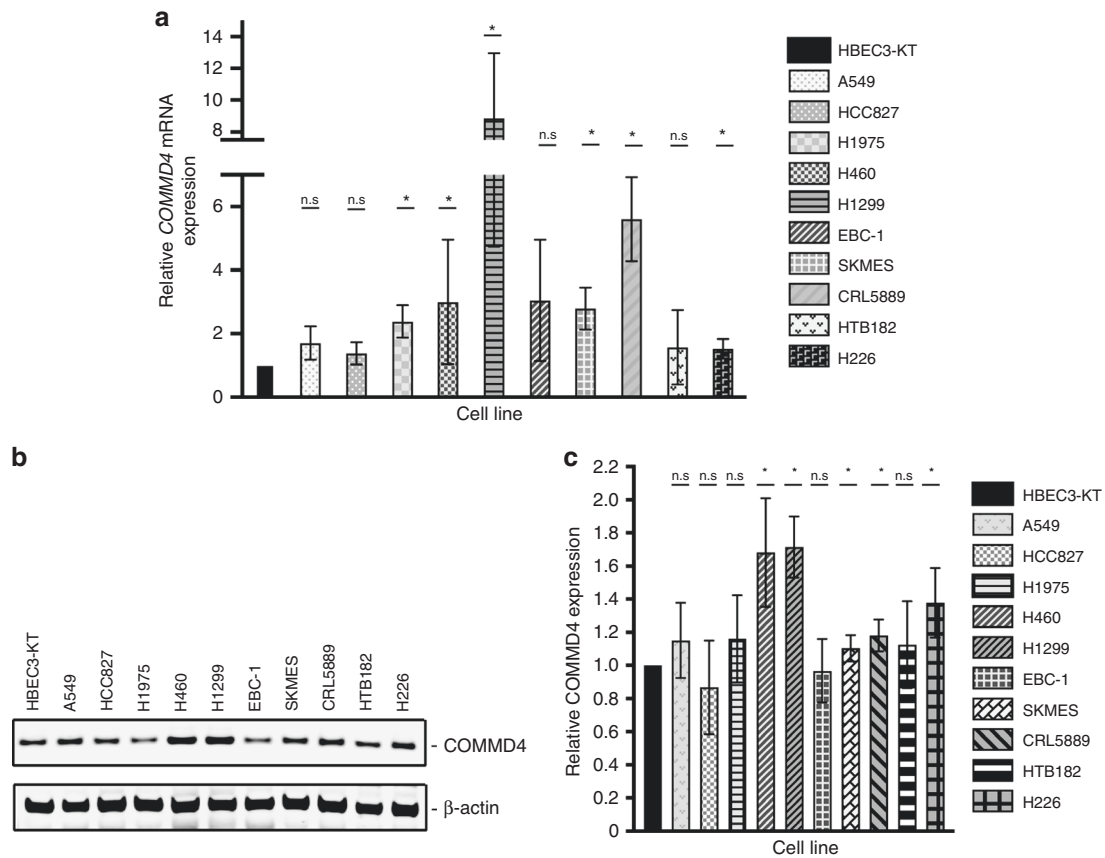 a
Relative COMMD4 mRNA
expression
14
12
10
8
6
4
2
0
n.s
n.s
*
*
*
n.s
*
*
n.s
*
Cell line
HBEC3-KT
A549
HCC827
H1975
H460
H1299
EBC-1
SKMES
CRL5889
HTB182
H226
b
HBEC3-KT
A549
HCC827
H1975
H460
H1299
EBC-1
SKMES
CRL5889
HTB182
H226
- COMMD4
- β-actin
c
Relative COMMD4 expression
2.2
2.0
1.8
1.6
1.4
1.2
1.0
0.8
0.6
0.4
0.2
0
n.s
n.s
n.s
*
*
n.s
*
*
n.s
*
Cell line
HBEC3-KT
A549
HCC827
H1975
H460
H1299
EBC-1
SKMES
CRL5889
HTB182
H226